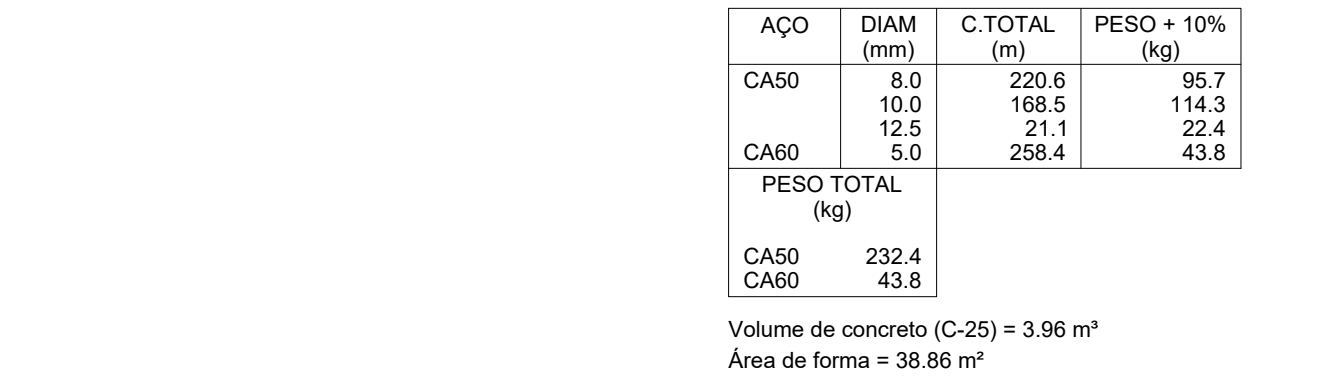 AÇO DIAM C.TOTAL PESO + 10%
(mm) (m) (kg)
CA50 8.0 220.6 95.7
10.0 168.5 114.3
12.5 21.1 22.4
CA60 5.0 258.4 43.8
PESO TOTAL
(kg)
CA50 232.4
CA60 43.8
Volume de concreto (C-25) = 3.96 m³
Área de forma = 38.86 m²